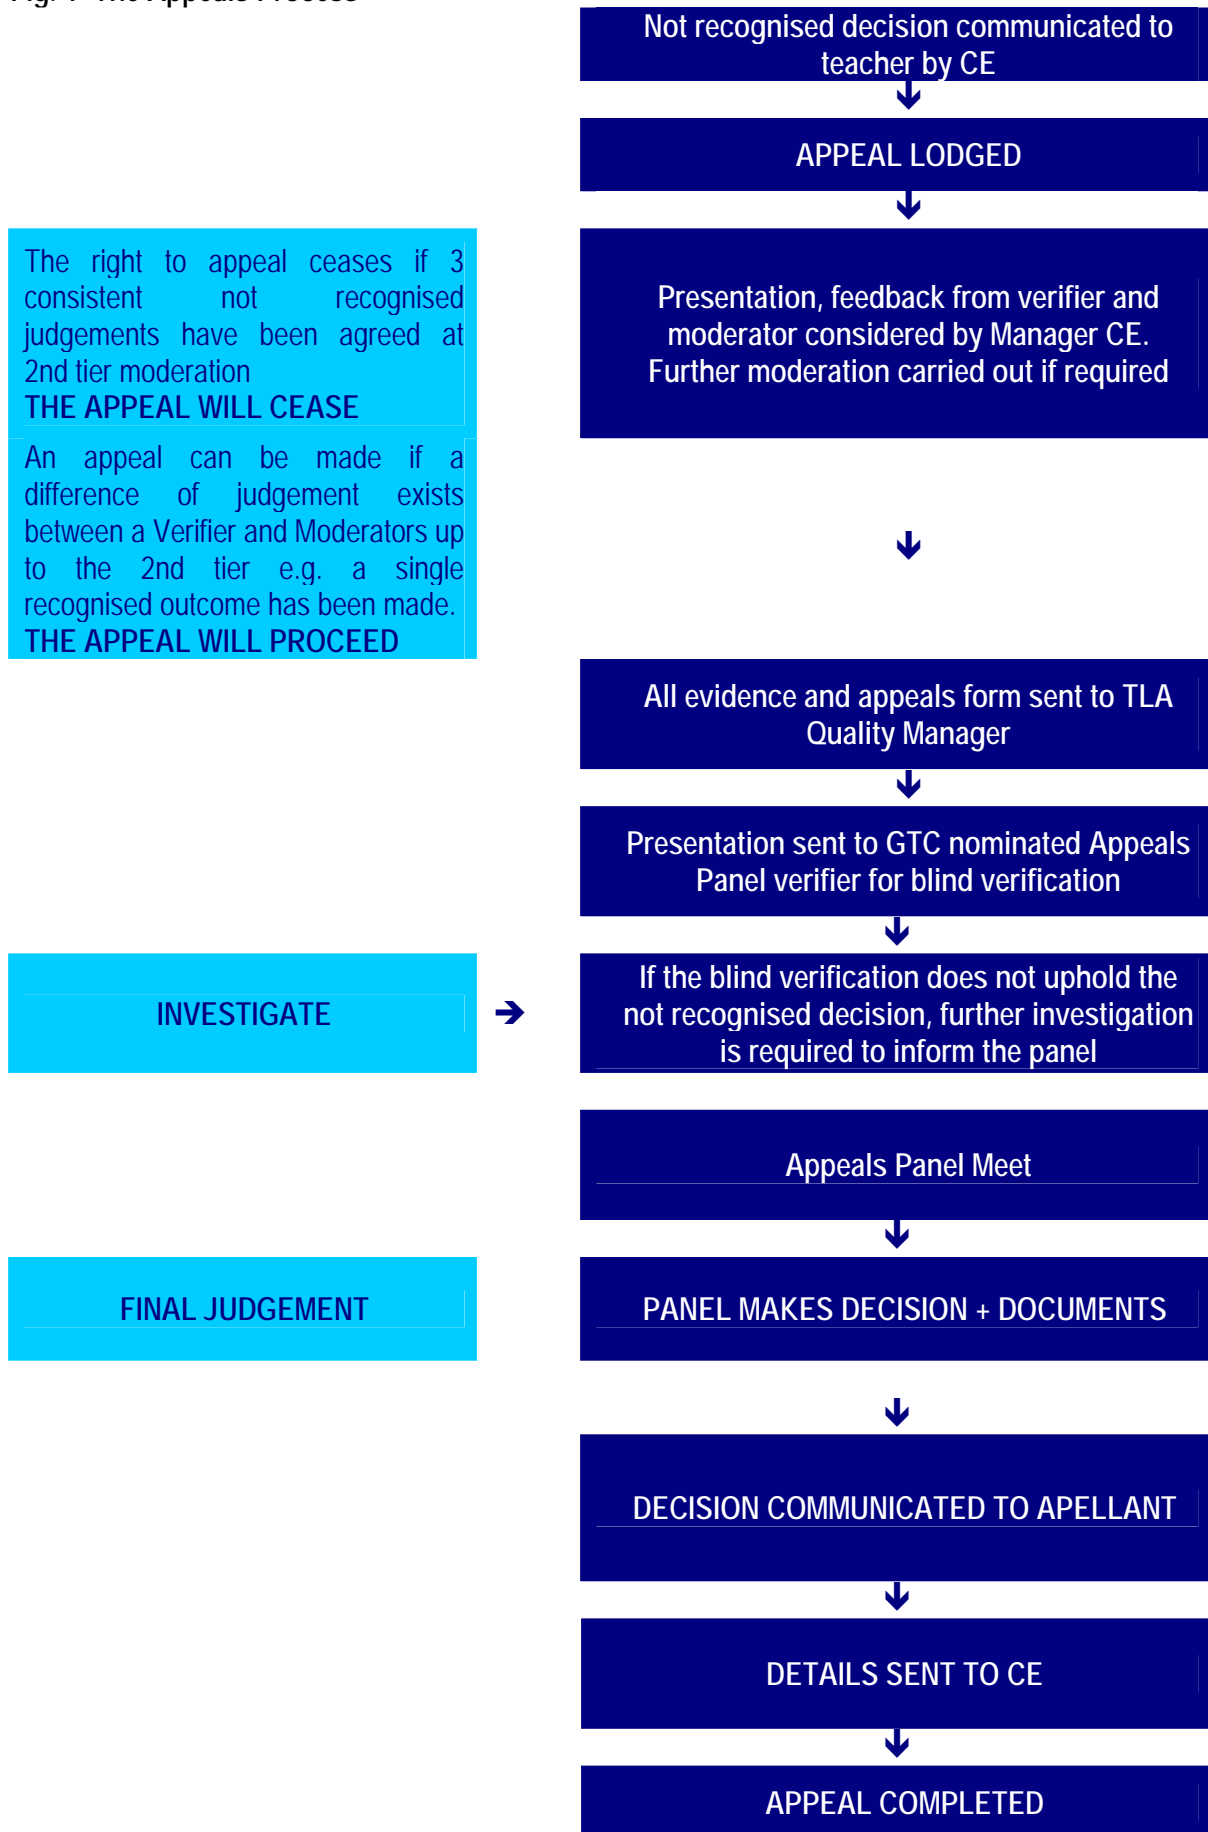 Fig. 1 The Appeals Process
Not recognised decision communicated to
teacher by CE
APPEAL LODGED
The right to appeal ceases if 3
consistent not recognised
judgements have been agreed at
2nd tier moderation
THE APPEAL WILL CEASE
Presentation, feedback from verifier and
moderator considered by Manager CE.
Further moderation carried out if required
An appeal can be made if a
difference of judgement exists
between a Verifier and Moderators up
to the 2nd tier e.g. a single
recognised outcome has been made.
THE APPEAL WILL PROCEED
All evidence and appeals form sent to TLA
Quality Manager
Presentation sent to GTC nominated Appeals
Panel verifier for blind verification
INVESTIGATE
If the blind verification does not uphold the
not recognised decision, further investigation
is required to inform the panel
Appeals Panel Meet
FINAL JUDGEMENT
PANEL MAKES DECISION + DOCUMENTS
DECISION COMMUNICATED TO APELLANT
DETAILS SENT TO CE
APPEAL COMPLETED